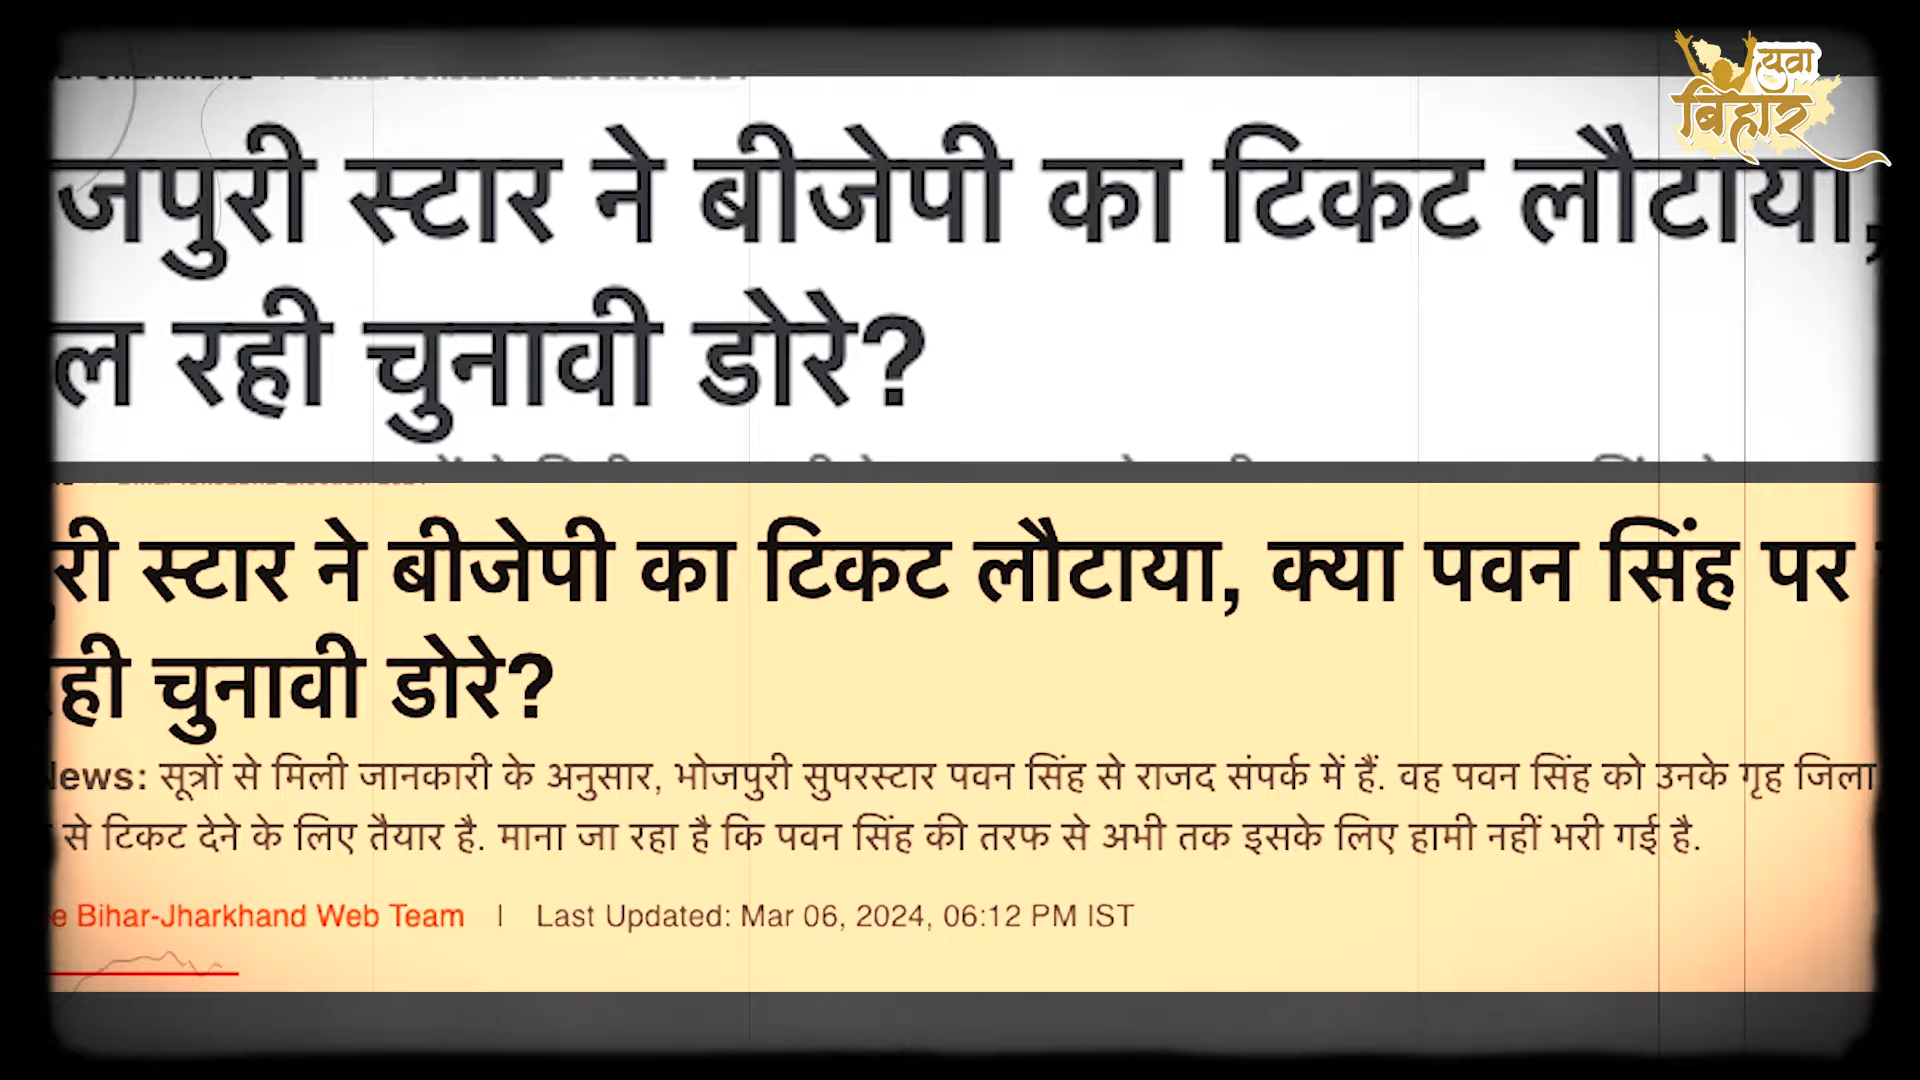 युवा
बिहार
जपुरी स्टार ने बीजेपी का टिकट लौटाया,
ल रही चुनावी डोरे?
री स्टार ने बीजेपी का टिकट लौटाया, क्या पवन सिंह पर
रही चुनावी डोरे?
News: सूत्रों से मिली जानकारी के अनुसार, भोजपुरी सुपरस्टार पवन सिंह से राजद संपर्क में हैं. वह पवन सिंह को उनके गृह जिला
से टिकट देने के लिए तैयार है. माना जा रहा है कि पवन सिंह की तरफ से अभी तक इसके लिए हामी नहीं भरी गई है.
e Bihar-Jharkhand Web Team | Last Updated: Mar 06, 2024, 06:12 PM IST